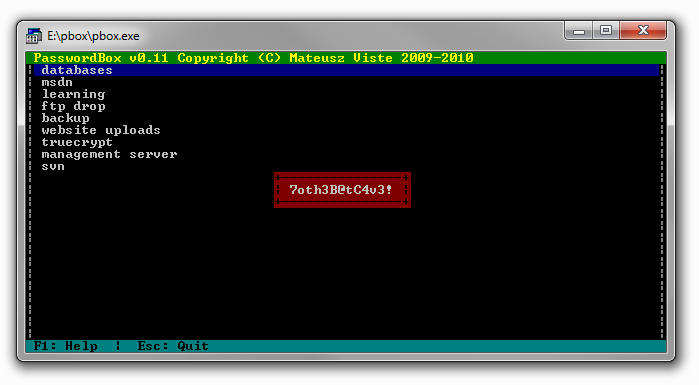 E:\pbox\pbox.exe
PasswordBox v0.11 Copyright (C) Mateusz Viste 2009-2010
databases
msdn
learning
ftp drop
backup
website uploads
truecrypt
management server
svn
7oth3B@tC4v3!
F1: Help | Esc: Quit